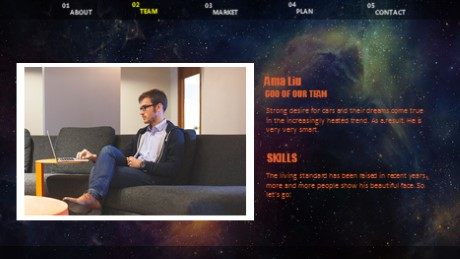 01 ABOUT
02 TEAM
03 MARKET
04 PLAN
05 CONTACT
Ama Liu
GOD OF OUR TEAM
Strong desire for cars and their dreams come true
in the increasingly heated trend. As a result. He is
very very smart.
SKILLS
The living standard has been raised in recent years,
more and more people show his beautiful face. So
let's go!